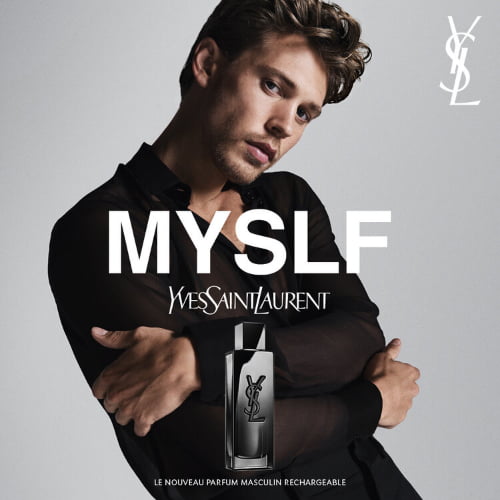 YSL
MYSLF
YVESSAINTLAURENT
YSL
LE NOUVEAU PARFUM MASCULIN RECHARGEABLE